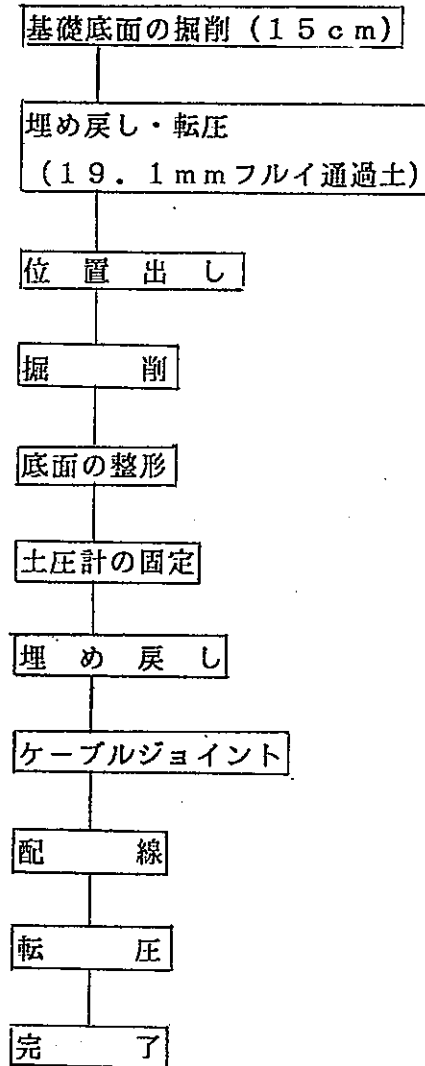 基礎底面の掘削（１５ｃｍ）
埋め戻し・転圧
（１９．１ｍｍフルイ通過土）
位置出し
掘削
底面の整形
土圧計の固定
埋め戻し
ケーブルジョイント
配線
転圧
完了